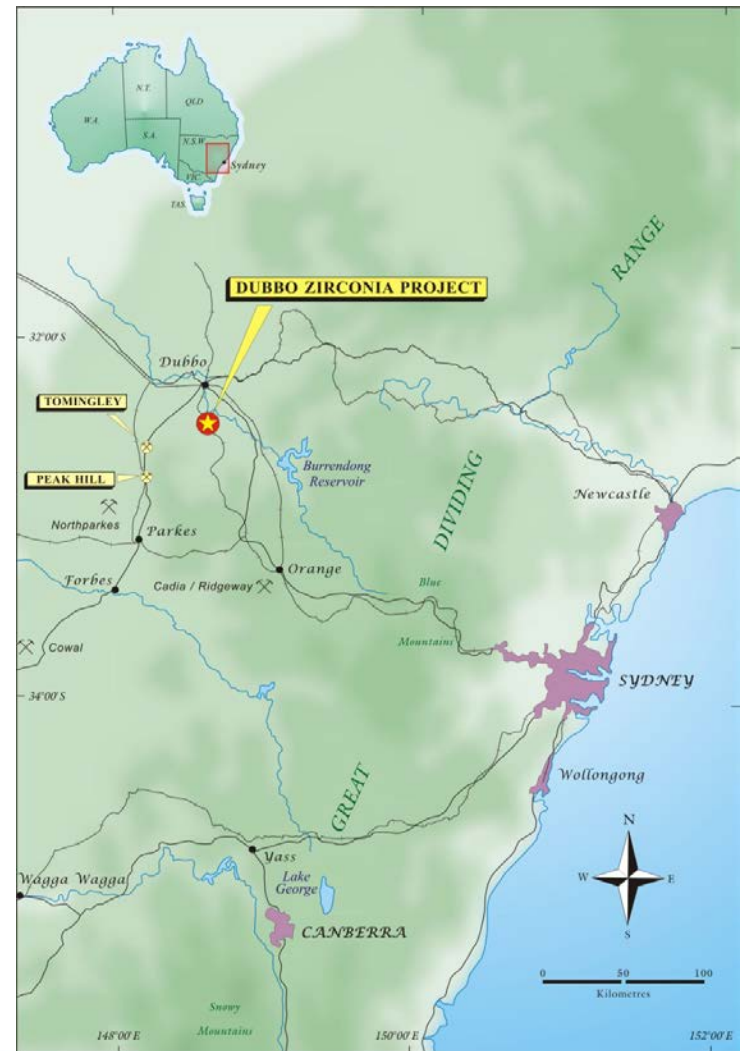 N.T.
QLD
W.A.
S.A.
N.S.W.
Sydney
VIC.
TAS.
RANGE
DUBBO ZIRCONIA PROJECT
32°00'S
Dubbo
TOMINGLEY
Burrendong
Reservoir
DIVIDING
PEAK HILL
Newcastle
Northparkes
Parkes
Orange
Forbes
Cadia / Ridgeway
Blue
Mountains
Cowal
SYDNEY
34°00'S
Wollongong
GREAT
Yass
Wagga Wagga
Lake
George
CANBERRA
N
W
E
S
0 50 100
Kilometres
Snowy
Mountains
148°00'E
150°00'E
152°00'E